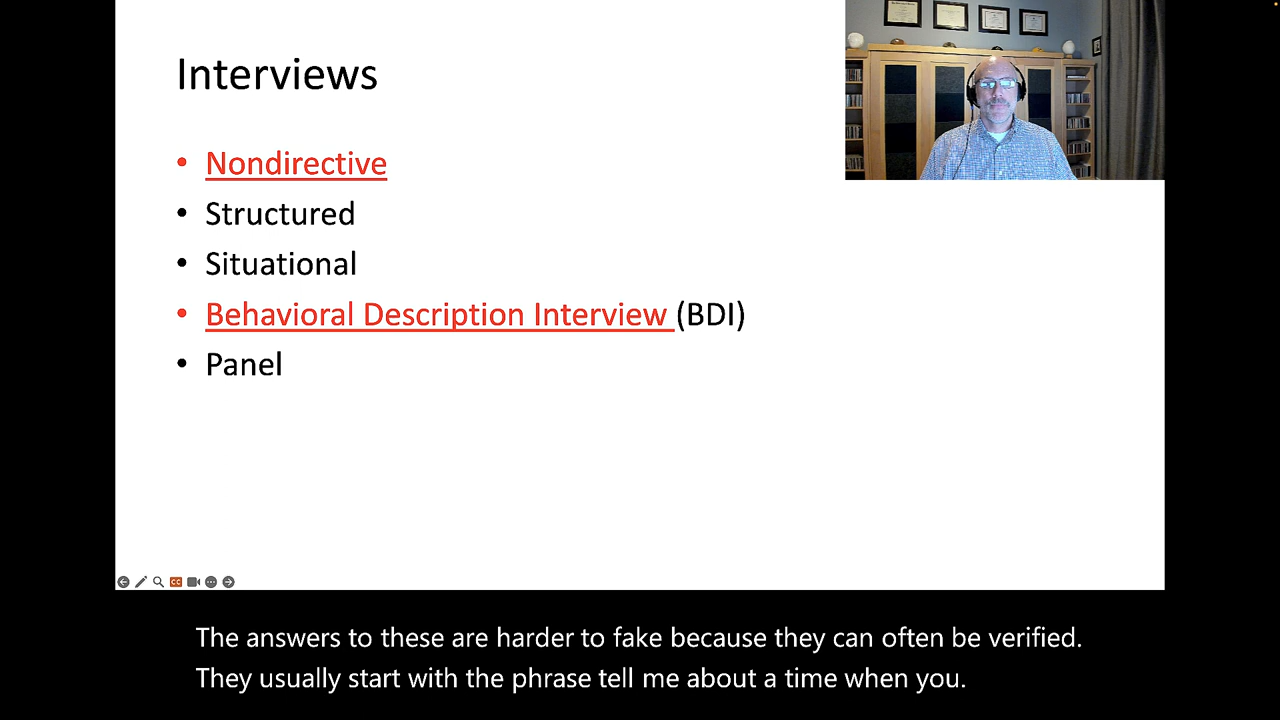 Interviews
• Nondirective
• Structured
• Situational
• Behavioral Description Interview (BDI)
• Panel
CC
The answers to these are harder to fake because they can often be verified.
They usually start with the phrase tell me about a time when you.